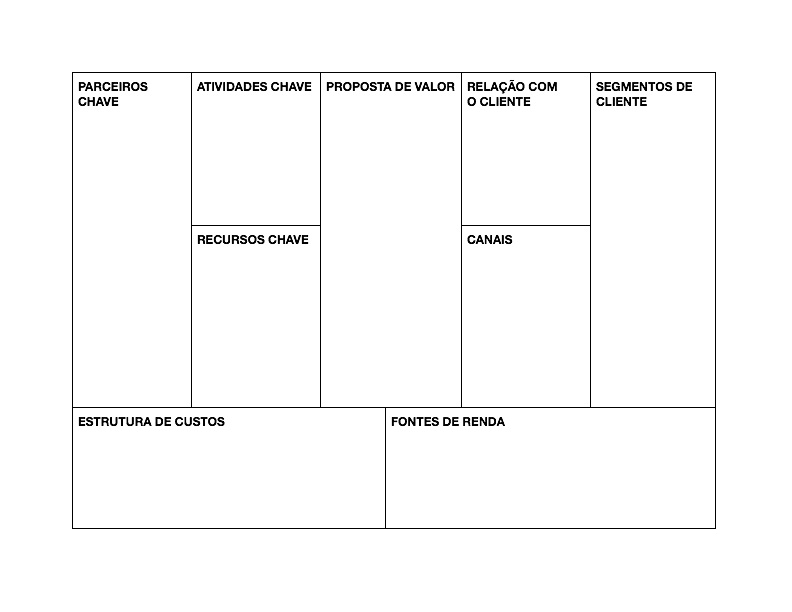 PARCEIROS
CHAVE
ATIVIDADES CHAVE
RECURSOS CHAVE
PROPOSTA DE VALOR
RELAÇÃO COM
O CLIENTE
CANAIS
SEGMENTOS DE
CLIENTE
ESTRUTURA DE CUSTOS
FONTES DE RENDA